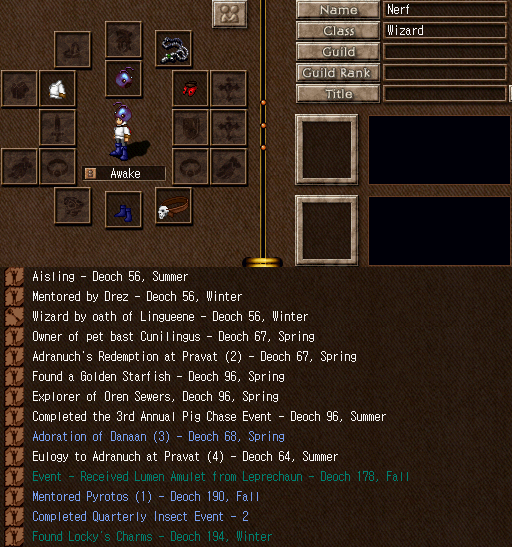 Name
Nerf
Class
Wizard
Guild
Guild Rank
Title
Awake
Aisling - Deoch 56, Summer
Mentored by Drez - Deoch 56, Winter
Wizard by oath of Lingueene - Deoch 56, Winter
Owner of pet bast Cunilingus - Deoch 67, Spring
Adranuch's Redemption at Pravat (2) - Deoch 67, Spring
Found a Golden Starfish - Deoch 96, Spring
Explorer of Oren Sewers, Deoch 96, Spring
Completed the 3rd Annual Pig Chase Event - Deoch 96, Summer
Adoration of Danaan (3) - Deoch 68, Spring
Eulogy to Adranuch at Pravat (4) - Deoch 64, Summer
Event - Received Lumen Amulet from Leprechaun - Deoch 178, Fall
Mentored Pyrotos (1) - Deoch 190, Fall
Completed Quarterly Insect Event - 2
Found Locky's Charms - Deoch 194, Winter